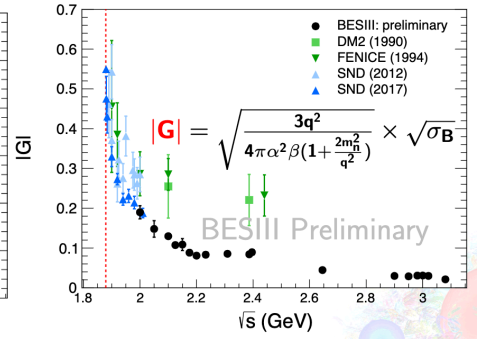 0.7
0.6
0.5
0.4
0.3
0.2
0.1
0
|G|
BESIII: preliminary
DM2 (1990)
FENICE (1994)
SND (2012)
SND (2017)
|G| = √(3q² / 4πα²β(1+ 2mₙ²/q²)) × √σ_B
BESIII Preliminary
1.8 2 2.2 2.4 2.6 2.8 3
√s (GeV)